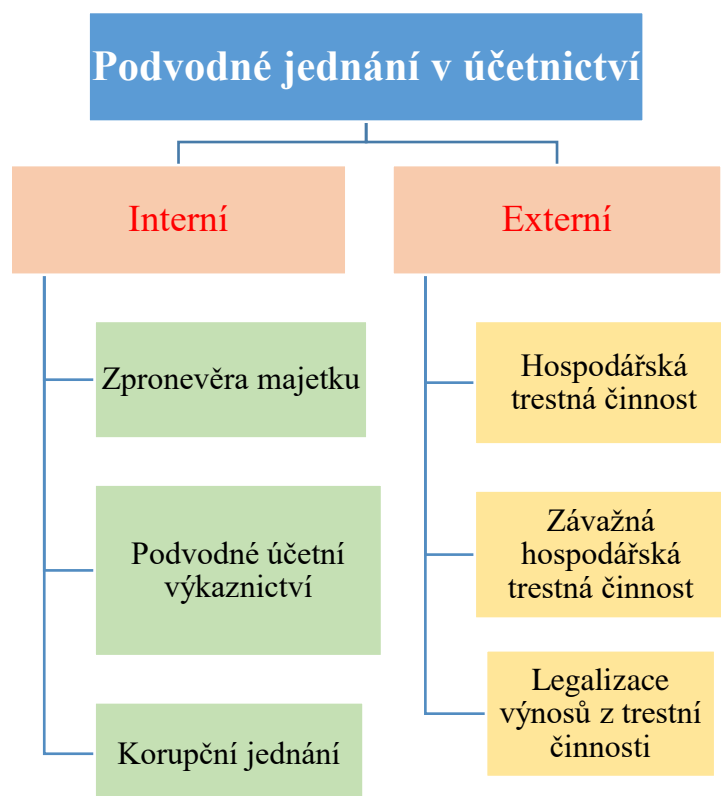 Podvodné jednání v účetnictví
Interní
Externí
Zpronevěra majetku
Podvodné účetní
výkaznictví
Korupční jednání
Hospodářská
trestná činnost
Závažná
hospodářská
trestná činnost
Legalizace
výnosů z trestní
činnosti